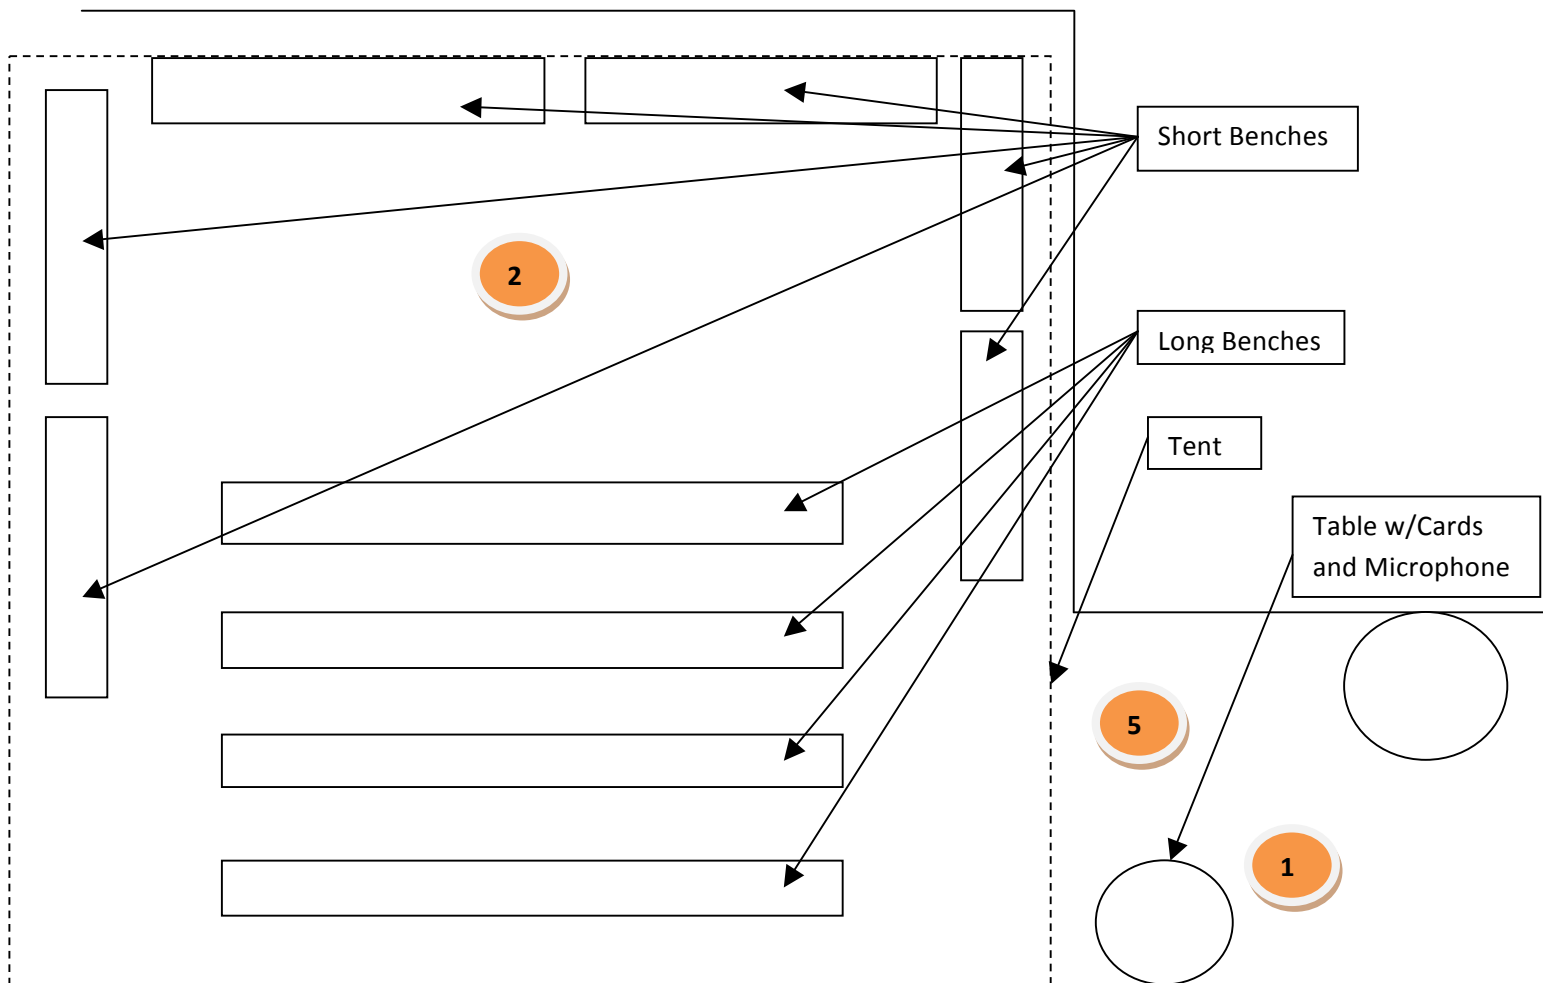 Short Benches
2
Long Benches
Tent
Table w/Cards
and Microphone
5
1